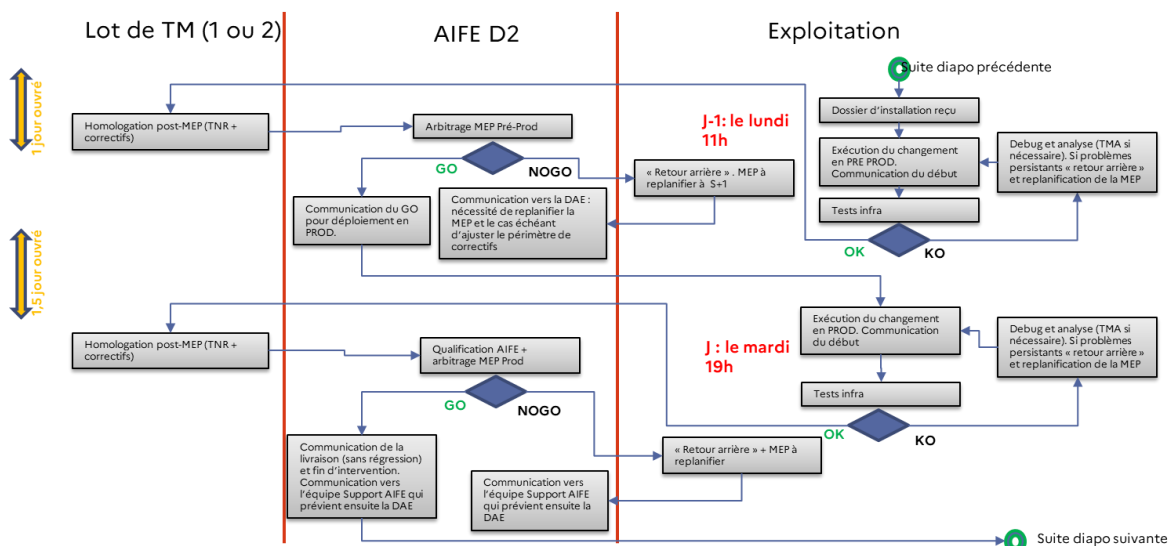 Lot de TM (1 ou 2)
AIFE D2
Exploitation
Suite diapo précédente
1 jour ouvré
Dossier d'installation reçu
Homologation post-MEP (TNR +
correctifs)
Arbitrage MEP Pré-Prod
J-1: le lundi
11h
Exécution du changement
en PRE PROD.
Communication du début
Debug et analyse (TMA si
nécessaire). Si problèmes
persistants « retour arrière »
et replanification de la MEP
GO
NOGO
« Retour arrière » . MEP à
replanifier à S+1
Communication du GO
pour déploiement en
PROD.
Communication vers la DAE :
nécessité de replanifier la
MEP et le cas échéant
d'ajuster le périmètre de
correctifs
Tests infra
OK
KO
1,5 jour ouvré
Homologation post-MEP (TNR +
correctifs)
Qualification AIFE +
arbitrage MEP Prod
J : le mardi
19h
Exécution du changement
en PROD. Communication
du début
Debug et analyse (TMA si
nécessaire). Si problèmes
persistants « retour arrière »
et replanification de la MEP
GO
NOGO
Tests infra
OK
KO
Communication de la
livraison (sans régression)
et fin d'intervention.
Communication vers
l'équipe Support AIFE qui
prévient ensuite la DAE
« Retour arrière » + MEP à
replanifier
Communication vers
l'équipe Support AIFE
qui prévient ensuite la
DAE
Suite diapo suivante